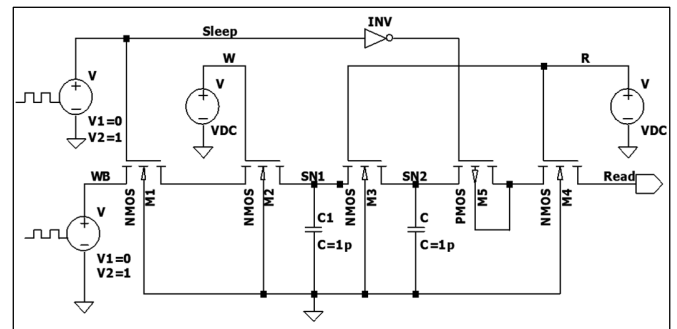 INV
Sleep
W
R
V
V
V
V1=0
V2=1
VDC
VDC
WB
SN1
SN2
Read
NMOS
M1
NMOS
M2
NMOS
M3
PMOS
M5
NMOS
M4
C1
C=1p
C
C=1p
V
V1=0
V2=1